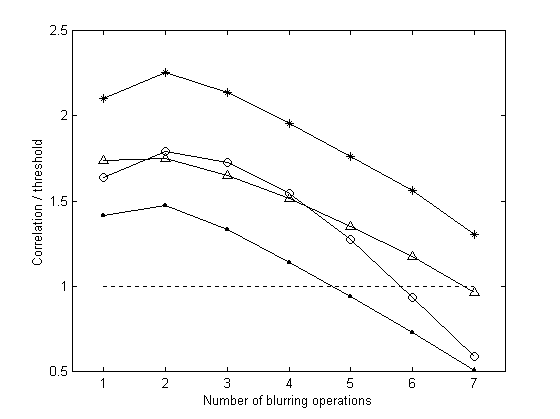 2.5
2
1.5
1
0.5
Correlation / threshold
1 2 3 4 5 6 7
Number of blurring operations